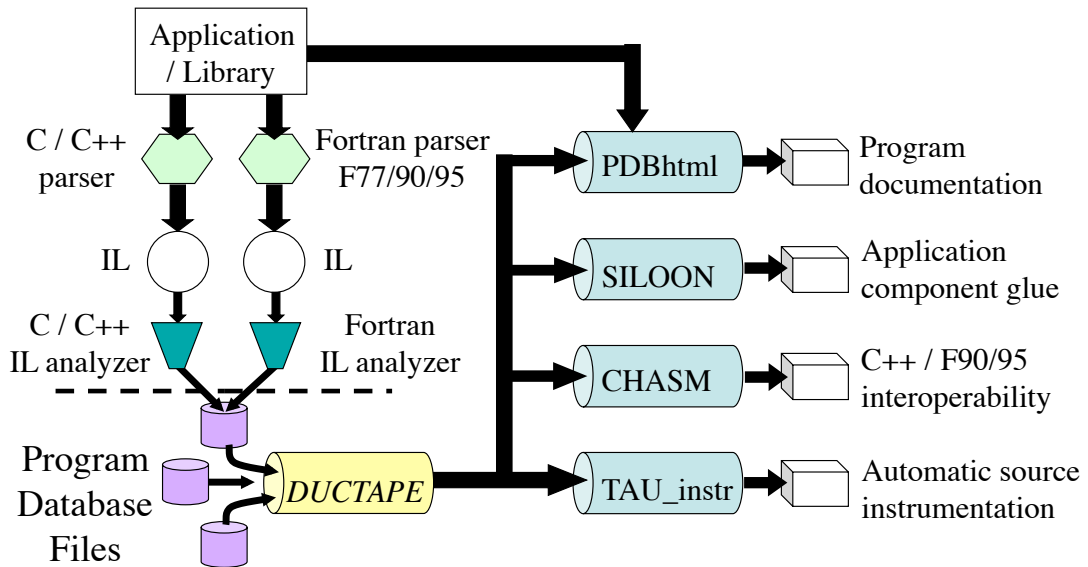 Application
/ Library
C / C++
parser
Fortran parser
F77/90/95
IL
IL
C / C++
IL analyzer
Fortran
IL analyzer
Program
Database
Files
DUCTAPE
PDBhtml
Program
documentation
SILOON
Application
component glue
CHASM
C++ / F90/95
interoperability
TAU_instr
Automatic source
instrumentation